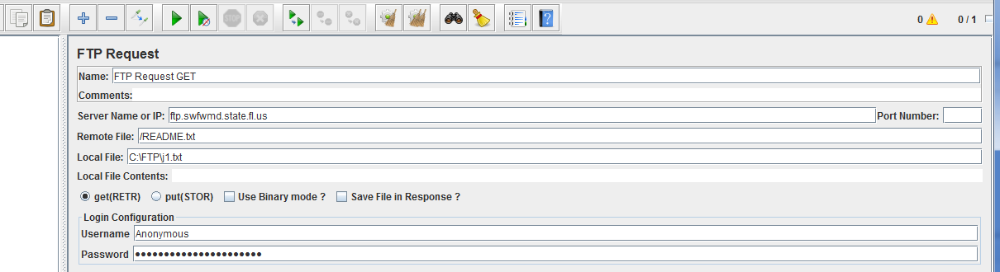 STOP
0 0 / 1
FTP Request
Name: FTP Request GET
Comments:
Server Name or IP: ftp.swfwmd.state.fl.us Port Number:
Remote File: /README.txt
Local File: C:\FTP\j1.txt
Local File Contents:
get(RETR) put(STOR) Use Binary mode ? Save File in Response ?
Login Configuration
Username Anonymous
Password ●●●●●●●●●●●●●●●●●●●●●●